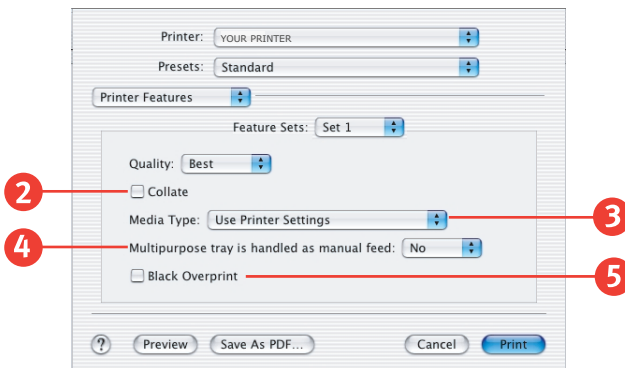 Printer: YOUR PRINTER
Presets: Standard
Printer Features
Feature Sets: Set 1
Quality: Best
2 Collate
Media Type: Use Printer Settings 3
4 Multipurpose tray is handled as manual feed: No
Black Overprint 5
? Preview Save As PDF... Cancel Print